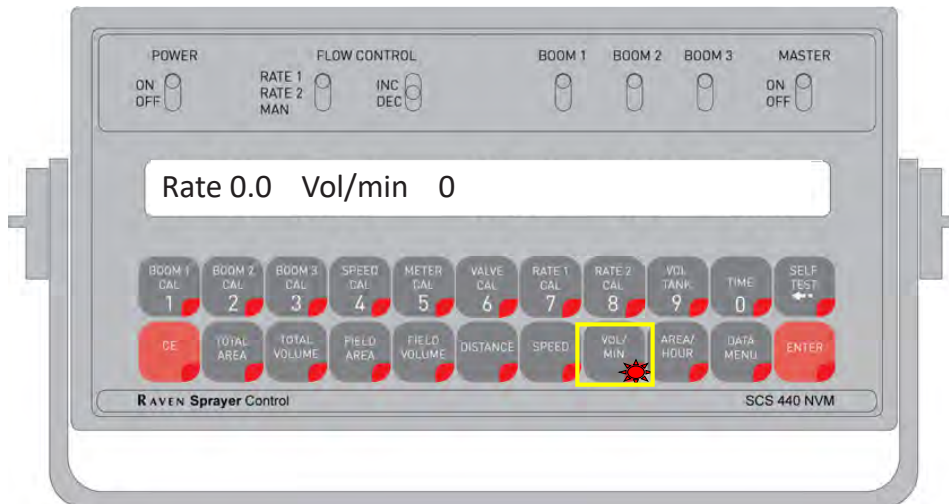 POWER FLOW CONTROL BOOM 1 BOOM 2 BOOM 3 MASTER
ON
OFF
RATE 1
RATE 2
MAN
INC
DEC
ON
OFF
Rate 0.0 Vol/min 0
BOOM 1 CAL 1
BOOM 2 CAL 2
BOOM 3 CAL 3
SPEED CAL 4
METER CAL 5
VALVE CAL 6
RATE 1 CAL 7
RATE 2 CAL 8
VOL TANK 9
TIME 0
SELF TEST
CE
TOTAL AREA
TOTAL VOLUME
FIELD AREA
FIELD VOLUME
DISTANCE
SPEED
VOL/ MIN
AREA/ HOUR
DATA MENU
ENTER
RAVEN Sprayer Control SCS 440 NVM